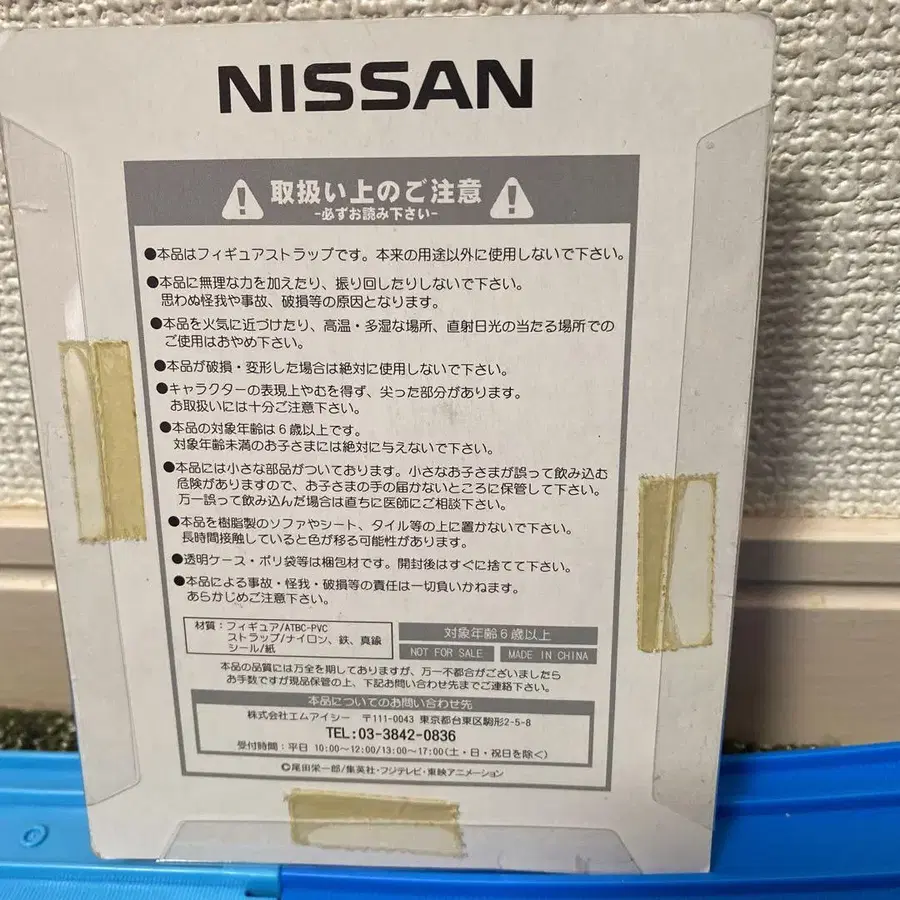 NISSAN
取扱い上のご注意
-必ずお読み下さい-
●本品はフィギュアストラップです。本来の用途以外に使用しないで下さい。
●本品に無理な力を加えたり、振り回したりしないで下さい。
思わぬ怪我や事故、破損等の原因となります。
●本品を火気に近づけたり、高温・多湿な場所、直射日光の当たる場所での
ご使用はおやめ下さい。
●本品が破損・変形した場合は絶対に使用しないで下さい。
●キャラクターの表現上やむを得ず、尖った部分があります。
お取扱いには十分ご注意下さい。
●本品の対象年齢は6歳以上です。
対象年齢未満のお子さまには絶対に与えないで下さい。
●本品には小さな部品がついております。小さなお子さまが誤って飲み込む
危険がありますので、お子さまの手の届かないところに保管して下さい。
万一誤って飲み込んだ場合は直ちに医師にご相談下さい。
●本品を樹脂製のソファやシート、タイル等の上に置かないで下さい。
長時間接触していると色が移る可能性があります。
●透明ケース・ポリ袋等は梱包材です。開封後はすぐに捨てて下さい。
●本品による事故・怪我・破損等の責任は一切負いかねます。
あらかじめご注意下さい。
材質：フィギュア/ATBC-PVC
ストラップ/ナイロン、鉄、真鍮
シール/紙
対象年齢6歳以上
NOT FOR SALE
MADE IN CHINA
本品の品質には万全を期しておりますが、万一不都合がございましたら
お手数ですが現品保管の上、下記お問い合わせ先までご連絡下さい。
本品についてのお問い合わせ先
株式会社エムアイシー 〒111-0043 東京都台東区駒形2-5-8
TEL:03-3842-0836
受付時間：平日 10:00～12:00/13:00～17:00(土・日・祝日を除く)
©尾田栄一郎/集英社・フジテレビ・東映アニメーション